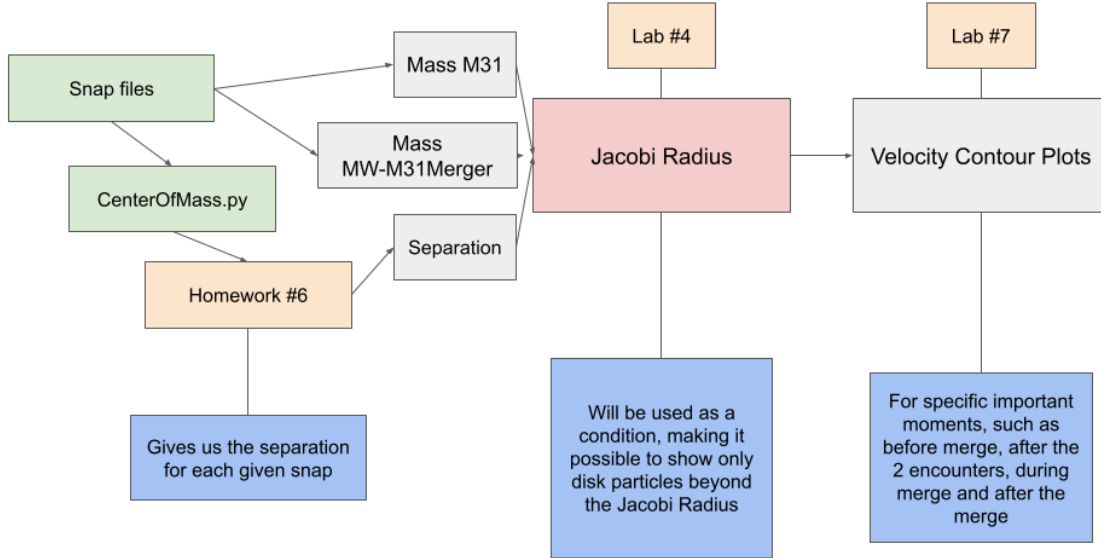 Lab #4
Lab #7
Snap files
Mass M31
Mass
MW-M31Merger
Jacobi Radius
Velocity Contour Plots
CenterOfMass.py
Separation
Homework #6
Gives us the separation
for each given snap
Will be used as a
condition, making it
possible to show only
disk particles beyond
the Jacobi Radius
For specific important
moments, such as
before merge, after the
2 encounters, during
merge and after the
merge